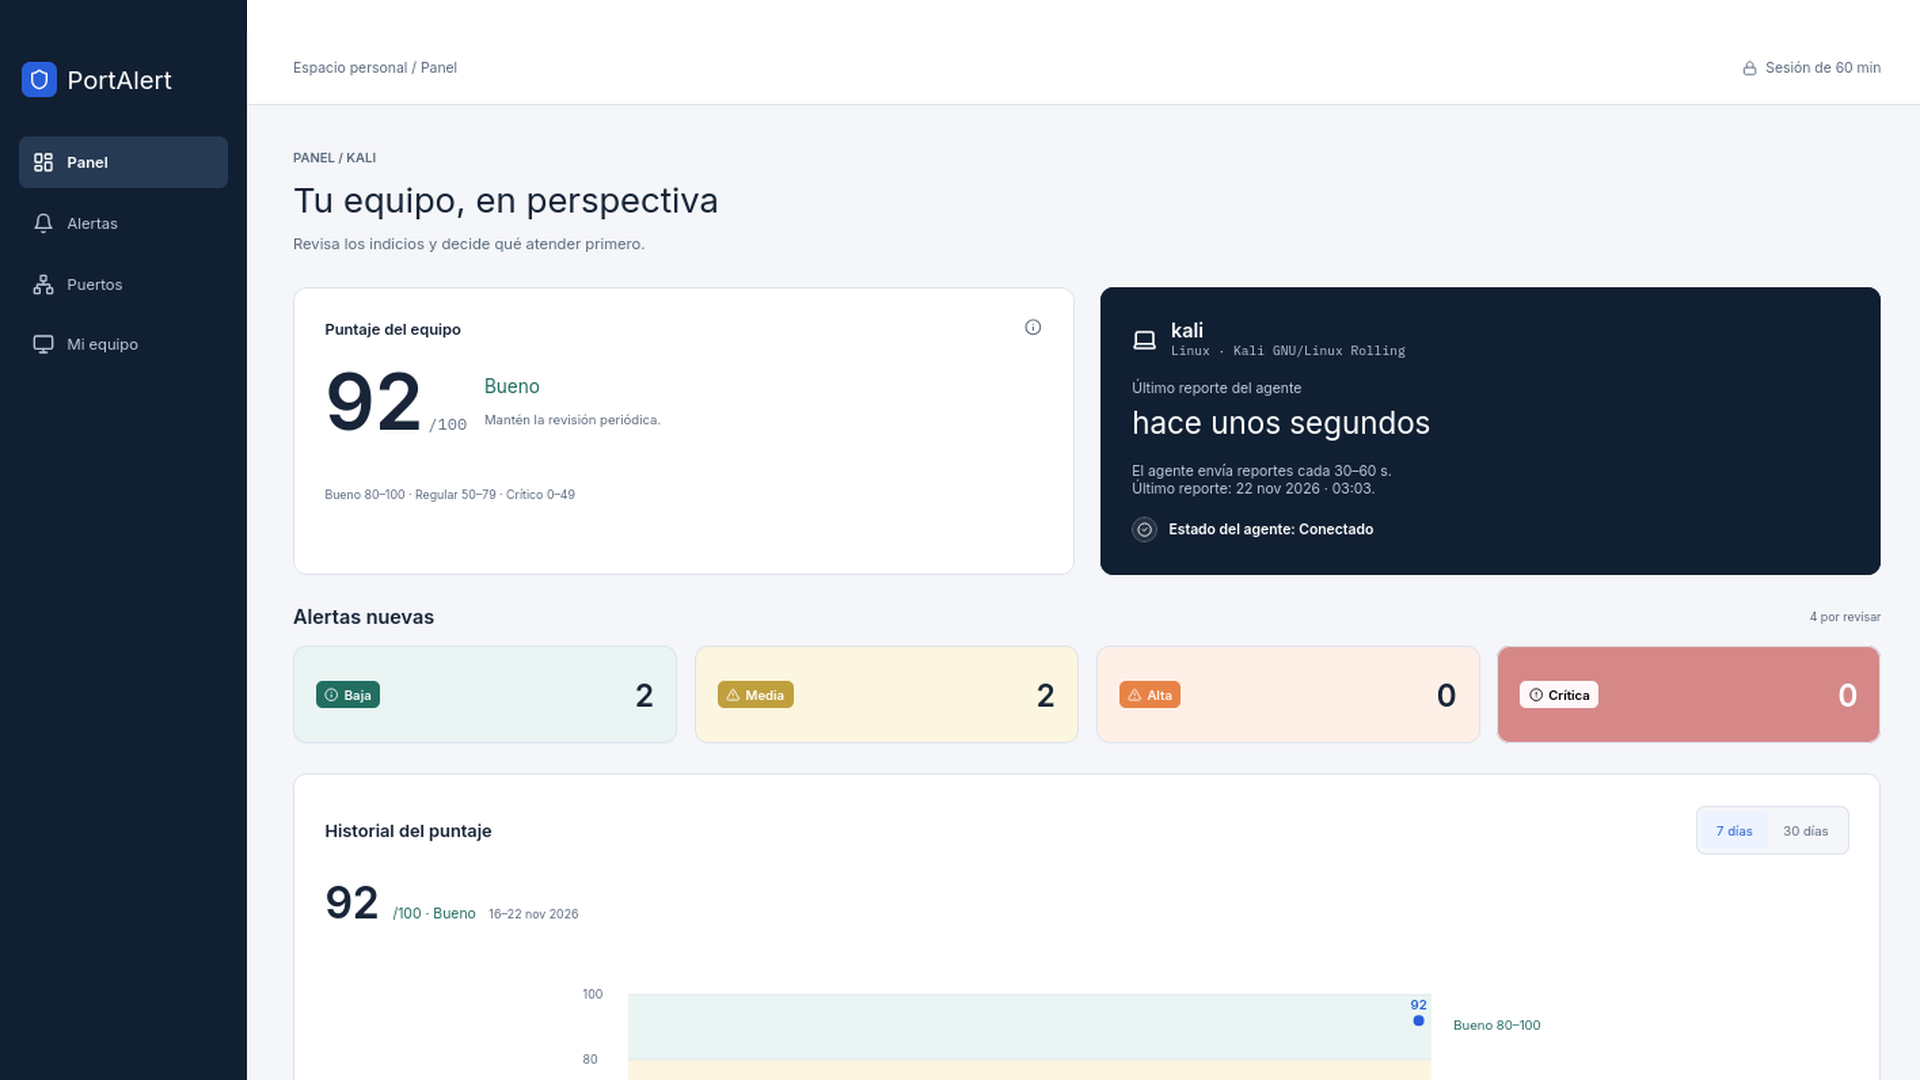 PortAlert
Panel
Alertas
Puertos
Mi equipo
Espacio personal / Panel
Sesión de 60 min
PANEL / KALI
Tu equipo, en perspectiva
Revisa los indicios y decide qué atender primero.
Puntaje del equipo
92 /100
Bueno
Mantén la revisión periódica.
Bueno 80–100 · Regular 50–79 · Crítico 0–49
kali
Linux · Kali GNU/Linux Rolling
Último reporte del agente
hace unos segundos
El agente envía reportes cada 30–60 s.
Último reporte: 22 nov 2026 · 03:03.
Estado del agente: Conectado
Alertas nuevas
4 por revisar
Baja 2
Media 2
Alta 0
Crítica 0
Historial del puntaje
7 días
30 días
92 /100 · Bueno 16–22 nov 2026
100
92
Bueno 80–100
80